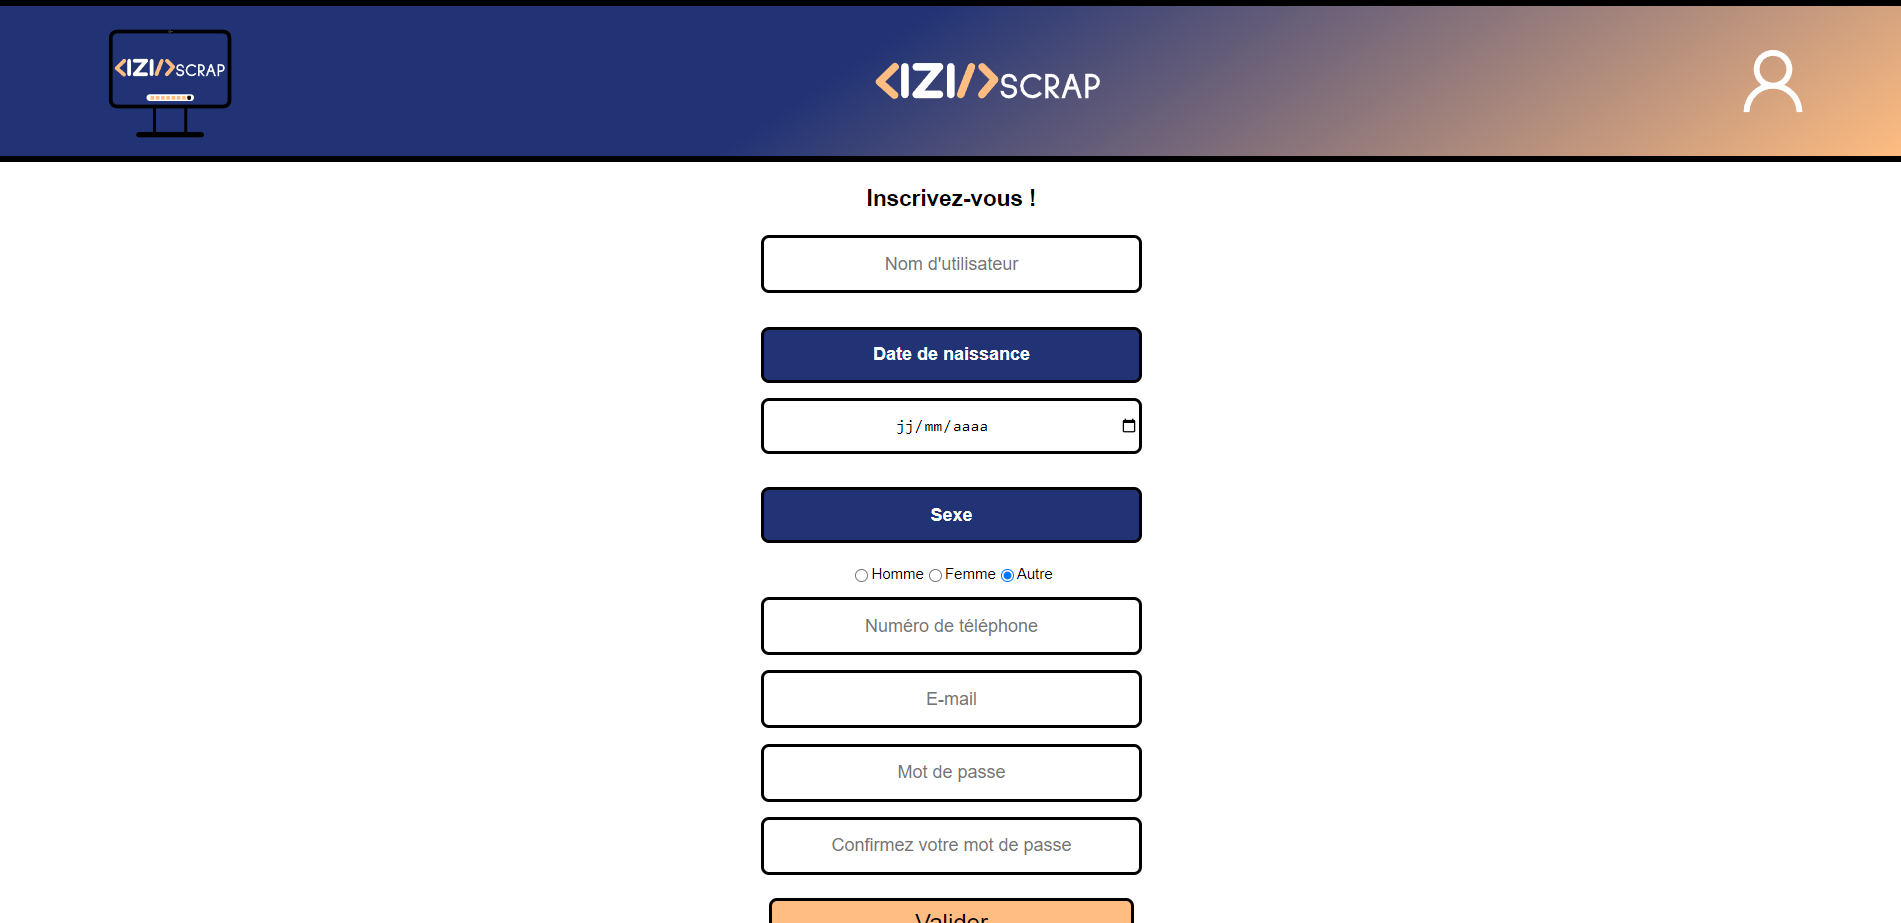 <IZI/>SCRAP
<IZI/>SCRAP
Inscrivez-vous !
Nom d'utilisateur
Date de naissance
jj/mm/aaaa
Sexe
Homme Femme Autre
Numéro de téléphone
E-mail
Mot de passe
Confirmez votre mot de passe
Valider